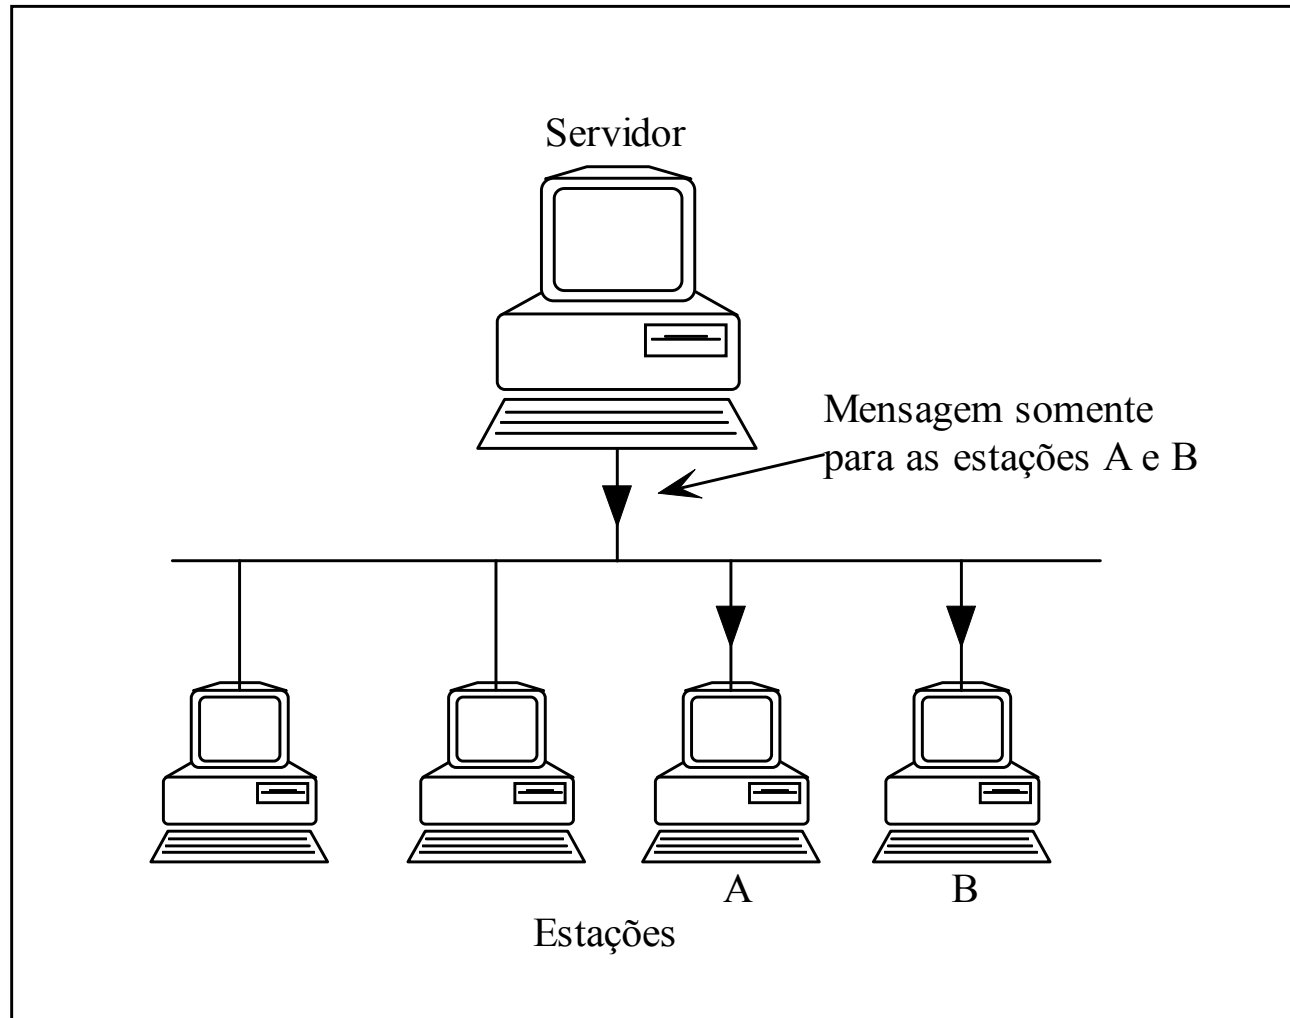 Servidor
Mensagem somente
para as estações A e B
A
B
Estações